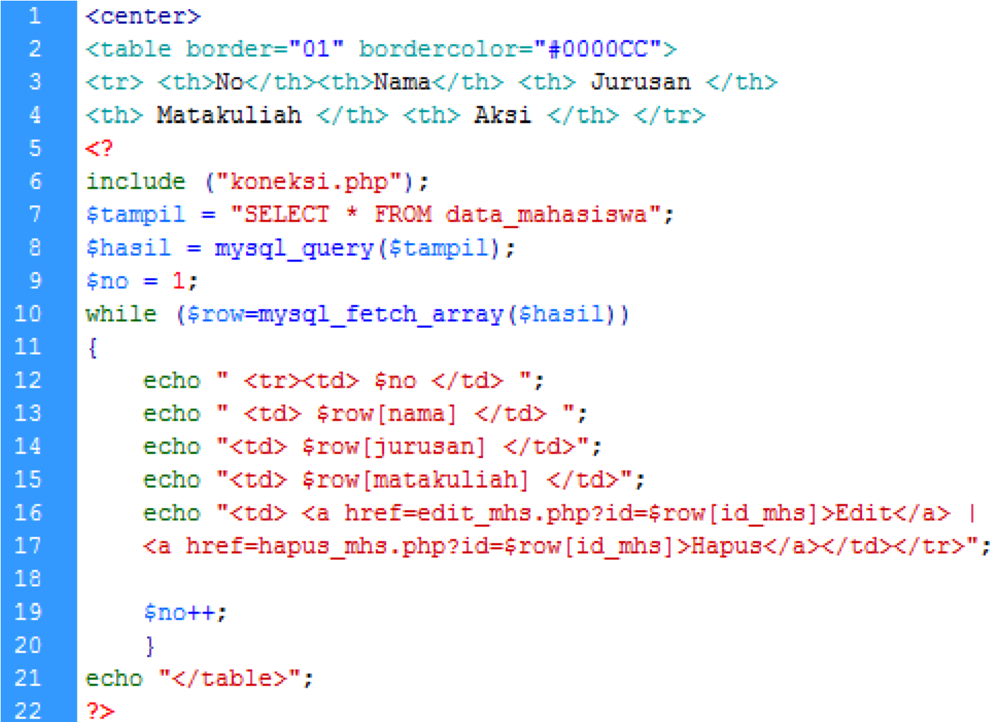 1 <center>
2 <table border="01" bordercolor="#0000CC">
3 <tr> <th>No</th><th>Nama</th> <th> Jurusan </th>
4 <th> Matakuliah </th> <th> Aksi </th> </tr>
5 <?
6 include ("koneksi.php");
7 $tampil = "SELECT * FROM data_mahasiswa";
8 $hasil = mysql_query($tampil);
9 $no = 1;
10 while ($row=mysql_fetch_array($hasil))
11 {
12 echo " <tr><td> $no </td> ";
13 echo " <td> $row[nama] </td> ";
14 echo "<td> $row[jurusan] </td>";
15 echo "<td> $row[matakuliah] </td>";
16 echo "<td> <a href=edit_mhs.php?id=$row[id_mhs]>Edit</a> |
17 <a href=hapus_mhs.php?id=$row[id_mhs]>Hapus</a></td></tr>";
18
19 $no++;
20 }
21 echo "</table>";
22 ?>